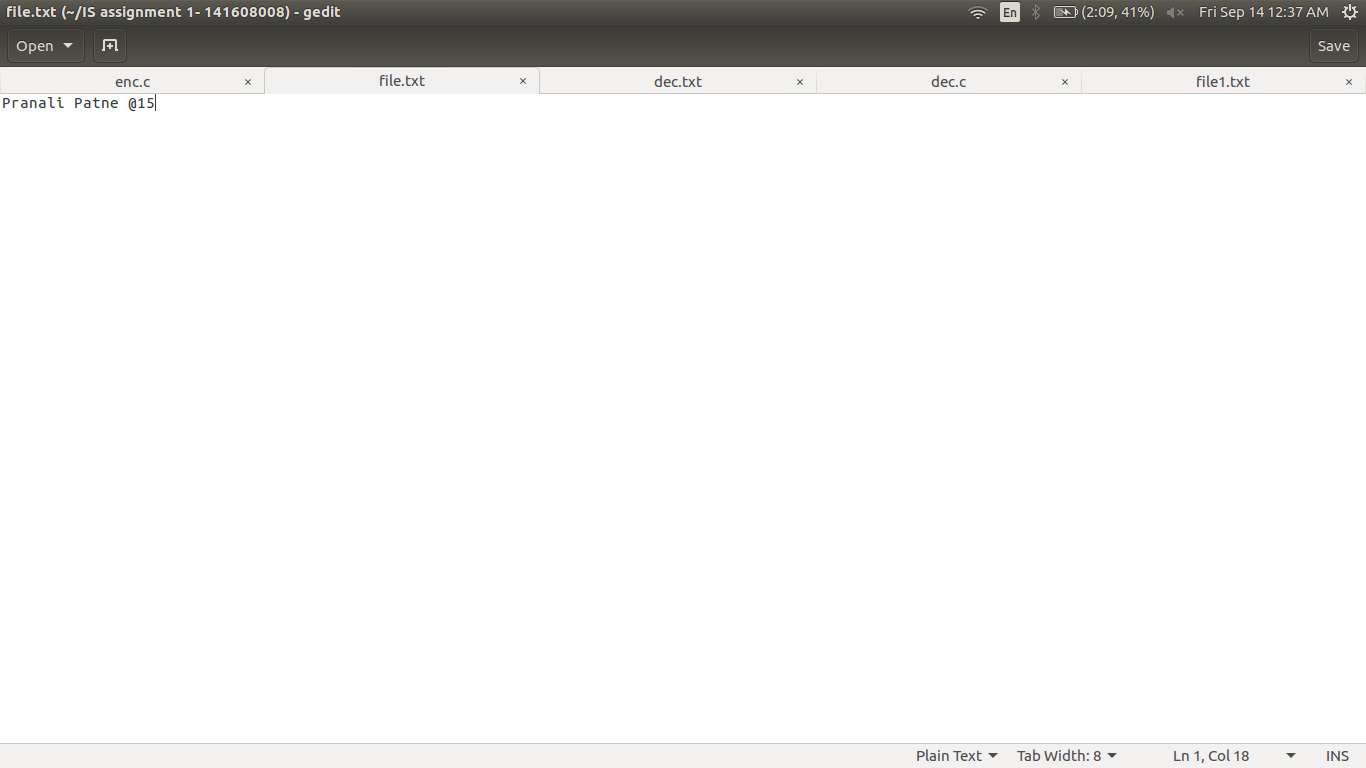 file.txt (~/IS assignment 1- 141608008) - gedit
En
(2:09, 41%)
Fri Sep 14 12:37 AM
Open
Save
enc.c × file.txt × dec.txt × dec.c × file1.txt ×
Pranali Patne @15
Plain Text Tab Width: 8 Ln 1, Col 18 INS